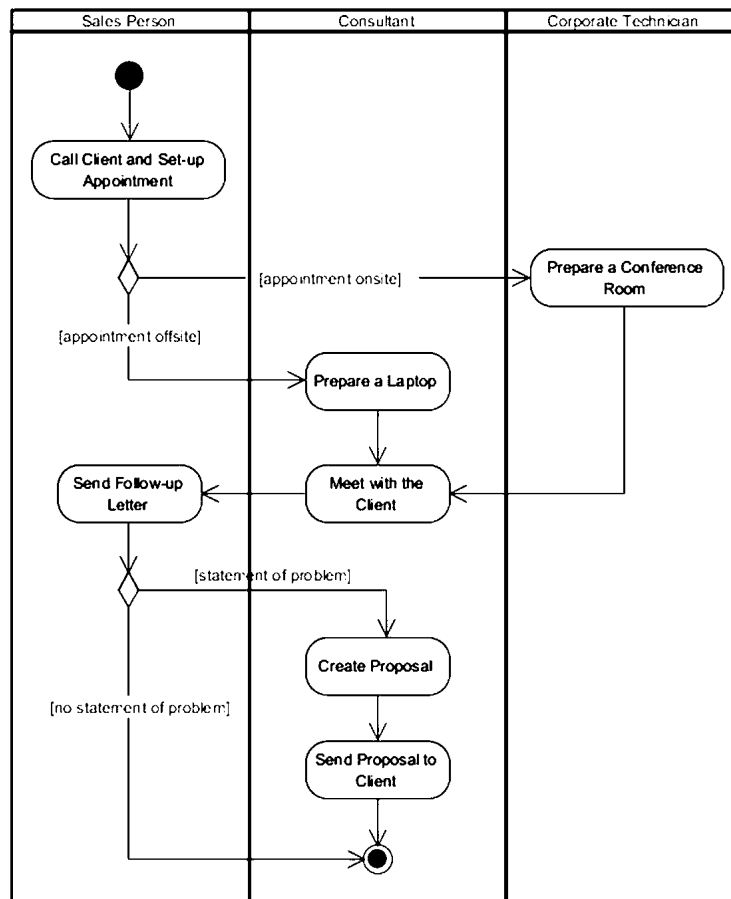 Sales Person
Consultant
Corporate Technician
Call Client and Set-up
Appointment
[appointment onsite]
Prepare a Conference
Room
[appointment offsite]
Prepare a Laptop
Send Follow-up
Letter
Meet with the
Client
[statement of problem]
Create Proposal
[no statement of problem]
Send Proposal to
Client